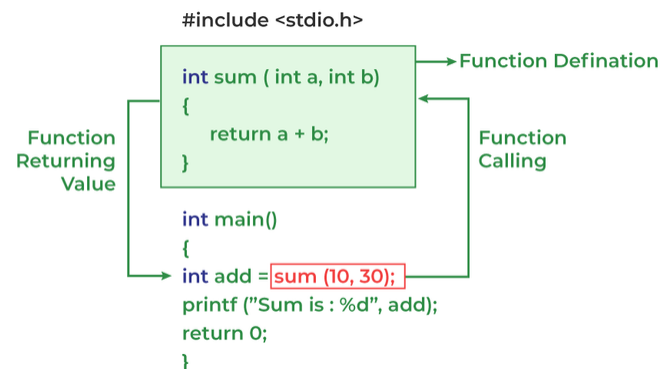 #include <stdio.h>
int sum ( int a, int b)
{
return a + b;
}
Function Defination
Function
Returning
Value
Function
Calling
int main()
{
int add = sum (10, 30);
printf (”Sum is : %d”, add);
return 0;
}